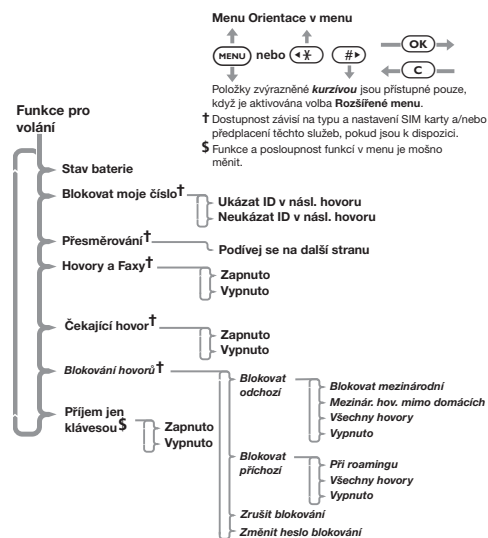 Menu Orientace v menu
MENU nebo ◂* #▸ OK
C
Položky zvýrazněné kurzívou jsou přístupné pouze,
když je aktivována volba Rozšířené menu.
† Dostupnost závisí na typu a nastavení SIM karty a/nebo
předplacení těchto služeb, pokud jsou k dispozici.
$ Funkce a posloupnost funkcí v menu je mošno
měnit.
Funkce pro
volání
Stav baterie
Blokovat moje číslo†
Ukázat ID v násl. hovoru
Neukázat ID v násl. hovoru
Přesměrování†
Podívej se na další stranu
Hovory a Faxy†
Zapnuto
Vypnuto
Čekající hovor†
Zapnuto
Vypnuto
Blokování hovorů†
Blokovat
odchozí
Blokovat mezinárodní
Mezinár. hov. mimo domácích
Všechny hovory
Vypnuto
Blokovat
příchozí
Při roamingu
Všechny hovory
Vypnuto
Zrušit blokování
Změnit heslo blokování
Příjem jen
klávesou $
Zapnuto
Vypnuto